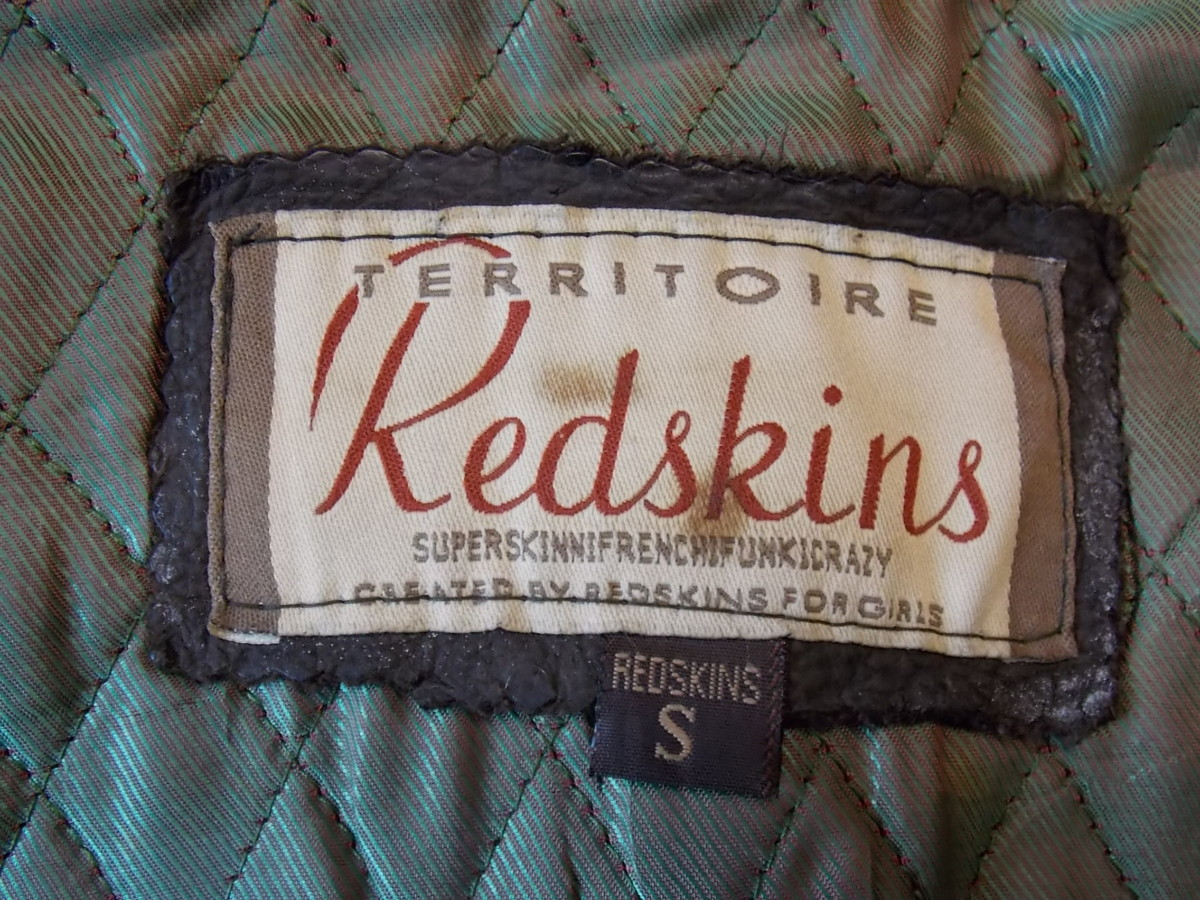 TERRITOIRE
Redskins
SUPERSKINNIFRENCHIFUNKICRAZY
CREATED BY REDSKINS FOR GIRLS
REDSKINS
S